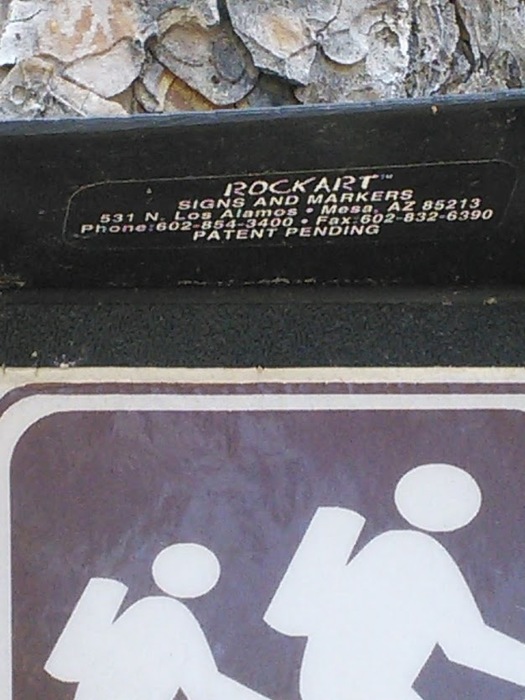 ROCKART™
SIGNS AND MARKERS
531 N. Los Alamos • Mesa, AZ 85213
Phone:602-854-3400 • Fax:602-832-6390
PATENT PENDING